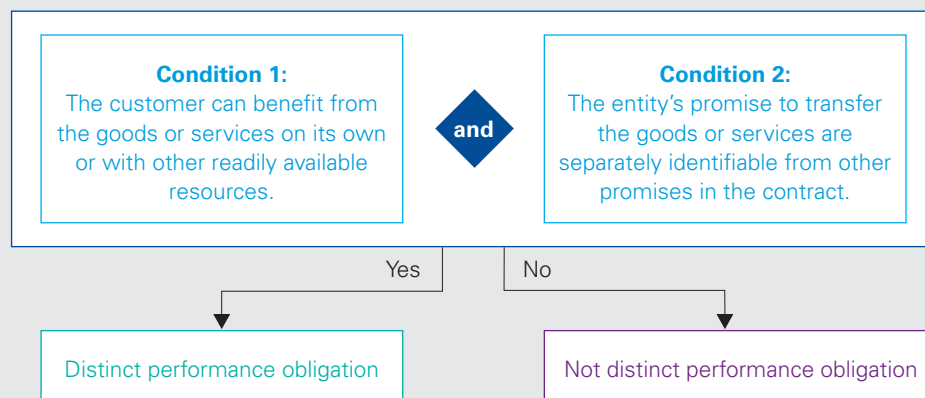 Condition 1:
The customer can benefit from
the goods or services on its own
or with other readily available
resources.
and
Condition 2:
The entity’s promise to transfer
the goods or services are
separately identifiable from other
promises in the contract.
Yes
No
Distinct performance obligation
Not distinct performance obligation